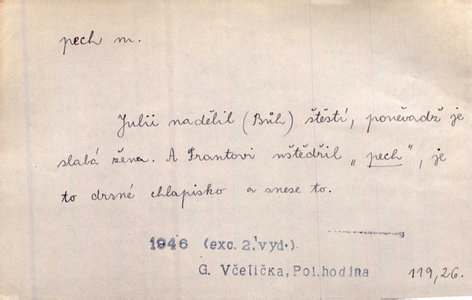 pech m.
Julii nadělil (Bůh) štěstí, poněvadž je
slabá žena. A Frantovi uštědřil „pech", je
to drsné chlapisko a snese to.
1946 (exc. 2. vyd.)
G. Včelička, Pol.hodina 119,26.